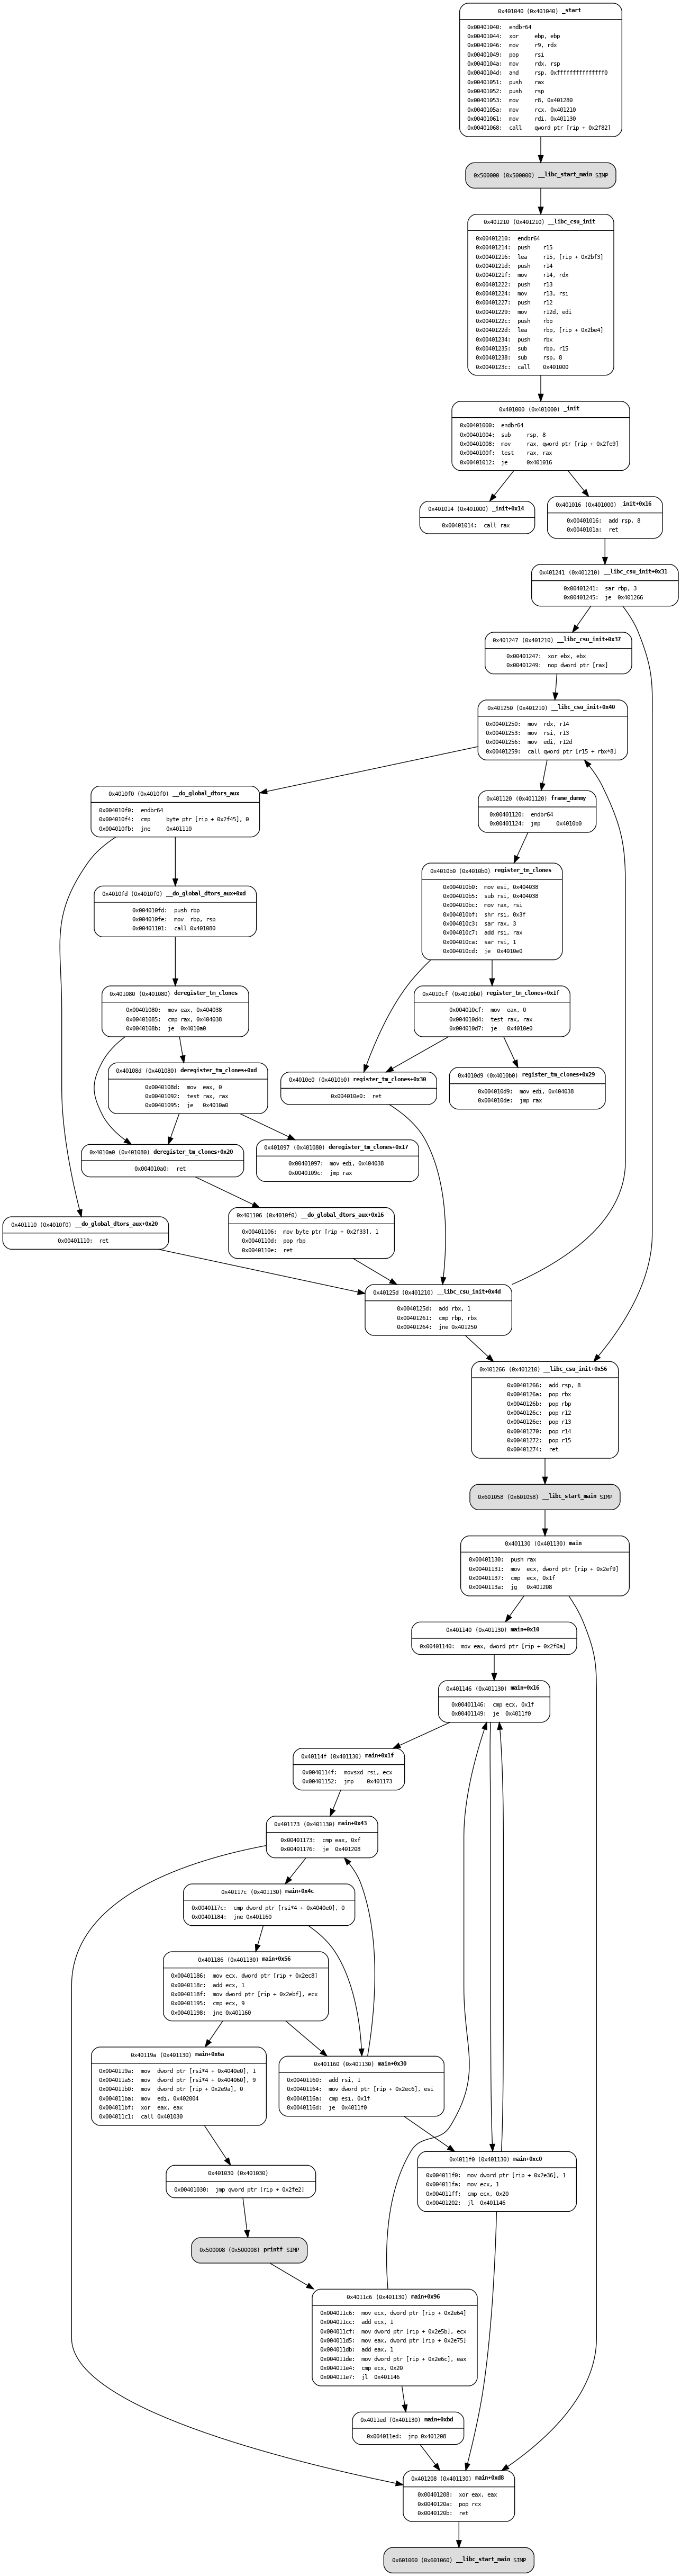 0x401040 (0x401040) _start
0x00401040: endbr64
0x00401044: xor ebp, ebp
0x00401046: mov r9, rdx
0x00401049: pop rsi
0x0040104a: mov rdx, rsp
0x0040104d: and rsp, 0xfffffffffffffff0
0x00401051: push rax
0x00401052: push rsp
0x00401053: mov r8, 0x401280
0x0040105a: mov rcx, 0x401210
0x00401061: mov rdi, 0x401130
0x00401068: call qword ptr [rip + 0x2f82]
0x500000 (0x500000) __libc_start_main SIMP
0x401210 (0x401210) __libc_csu_init
0x00401210: endbr64
0x00401214: push r15
0x00401216: lea r15, [rip + 0x2bf3]
0x0040121d: push r14
0x0040121f: mov r14, rdx
0x00401222: push r13
0x00401224: mov r13, rsi
0x00401227: push r12
0x00401229: mov r12d, edi
0x0040122c: push rbp
0x0040122d: lea rbp, [rip + 0x2be4]
0x00401234: push rbx
0x00401235: sub rbp, r15
0x00401238: sub rsp, 8
0x0040123c: call 0x401000
0x401000 (0x401000) _init
0x00401000: endbr64
0x00401004: sub rsp, 8
0x00401008: mov rax, qword ptr [rip + 0x2fe9]
0x0040100f: test rax, rax
0x00401012: je 0x401016
0x401014 (0x401000) _init+0x14
0x00401014: call rax
0x401016 (0x401000) _init+0x16
0x00401016: add rsp, 8
0x0040101a: ret
0x401241 (0x401210) __libc_csu_init+0x31
0x00401241: sar rbp, 3
0x00401245: je 0x401266
0x401247 (0x401210) __libc_csu_init+0x37
0x00401247: xor ebx, ebx
0x00401249: nop dword ptr [rax]
0x401250 (0x401210) __libc_csu_init+0x40
0x00401250: mov rdx, r14
0x00401253: mov rsi, r13
0x00401256: mov edi, r12d
0x00401259: call qword ptr [r15 + rbx*8]
0x4010f0 (0x4010f0) __do_global_dtors_aux
0x004010f0: endbr64
0x004010f4: cmp byte ptr [rip + 0x2f45], 0
0x004010fb: jne 0x401110
0x401120 (0x401120) frame_dummy
0x00401120: endbr64
0x00401124: jmp 0x4010b0
0x4010b0 (0x4010b0) register_tm_clones
0x004010b0: mov esi, 0x404038
0x004010b5: sub rsi, 0x404038
0x004010bc: mov rax, rsi
0x004010bf: shr rsi, 0x3f
0x004010c3: sar rax, 3
0x004010c7: add rsi, rax
0x004010ca: sar rsi, 1
0x004010cd: je 0x4010e0
0x4010fd (0x4010f0) __do_global_dtors_aux+0xd
0x004010fd: push rbp
0x004010fe: mov rbp, rsp
0x00401101: call 0x401080
0x401080 (0x401080) deregister_tm_clones
0x00401080: mov eax, 0x404038
0x00401085: cmp rax, 0x404038
0x0040108b: je 0x4010a0
0x4010cf (0x4010b0) register_tm_clones+0x1f
0x004010cf: mov eax, 0
0x004010d4: test rax, rax
0x004010d7: je 0x4010e0
0x40108d (0x401080) deregister_tm_clones+0xd
0x0040108d: mov eax, 0
0x00401092: test rax, rax
0x00401095: je 0x4010a0
0x4010e0 (0x4010b0) register_tm_clones+0x30
0x004010e0: ret
0x4010d9 (0x4010b0) register_tm_clones+0x29
0x004010d9: mov edi, 0x404038
0x004010de: jmp rax
0x4010a0 (0x401080) deregister_tm_clones+0x20
0x004010a0: ret
0x401097 (0x401080) deregister_tm_clones+0x17
0x00401097: mov edi, 0x404038
0x0040109c: jmp rax
0x401110 (0x4010f0) __do_global_dtors_aux+0x20
0x00401110: ret
0x401106 (0x4010f0) __do_global_dtors_aux+0x16
0x00401106: mov byte ptr [rip + 0x2f33], 1
0x0040110d: pop rbp
0x0040110e: ret
0x40125d (0x401210) __libc_csu_init+0x4d
0x0040125d: add rbx, 1
0x00401261: cmp rbp, rbx
0x00401264: jne 0x401250
0x401266 (0x401210) __libc_csu_init+0x56
0x00401266: add rsp, 8
0x0040126a: pop rbx
0x0040126b: pop rbp
0x0040126c: pop r12
0x0040126e: pop r13
0x00401270: pop r14
0x00401272: pop r15
0x00401274: ret
0x601058 (0x601058) __libc_start_main SIMP
0x401130 (0x401130) main
0x00401130: push rax
0x00401131: mov ecx, dword ptr [rip + 0x2ef9]
0x00401137: cmp ecx, 0x1f
0x0040113a: jg 0x401208
0x401140 (0x401130) main+0x10
0x00401140: mov eax, dword ptr [rip + 0x2f0a]
0x401146 (0x401130) main+0x16
0x00401146: cmp ecx, 0x1f
0x00401149: je 0x4011f0
0x40114f (0x401130) main+0x1f
0x0040114f: movsxd rsi, ecx
0x00401152: jmp 0x401173
0x401173 (0x401130) main+0x43
0x00401173: cmp eax, 0xf
0x00401176: je 0x401208
0x40117c (0x401130) main+0x4c
0x0040117c: cmp dword ptr [rsi*4 + 0x4040e0], 0
0x00401184: jne 0x401160
0x401186 (0x401130) main+0x56
0x00401186: mov ecx, dword ptr [rip + 0x2ec8]
0x0040118c: add ecx, 1
0x0040118f: mov dword ptr [rip + 0x2ebf], ecx
0x00401195: cmp ecx, 9
0x00401198: jne 0x401160
0x40119a (0x401130) main+0x6a
0x0040119a: mov dword ptr [rsi*4 + 0x4040e0], 1
0x004011a5: mov dword ptr [rsi*4 + 0x404060], 9
0x004011b0: mov dword ptr [rip + 0x2e9a], 0
0x004011ba: mov edi, 0x402004
0x004011bf: xor eax, eax
0x004011c1: call 0x401030
0x401160 (0x401130) main+0x30
0x00401160: add rsi, 1
0x00401164: mov dword ptr [rip + 0x2ec6], esi
0x0040116a: cmp esi, 0x1f
0x0040116d: je 0x4011f0
0x4011f0 (0x401130) main+0xc0
0x004011f0: mov dword ptr [rip + 0x2e36], 1
0x004011fa: mov ecx, 1
0x004011ff: cmp ecx, 0x20
0x00401202: jl 0x401146
0x401030 (0x401030)
0x00401030: jmp qword ptr [rip + 0x2fe2]
0x500008 (0x500008) printf SIMP
0x4011c6 (0x401130) main+0x96
0x004011c6: mov ecx, dword ptr [rip + 0x2e64]
0x004011cc: add ecx, 1
0x004011cf: mov dword ptr [rip + 0x2e5b], ecx
0x004011d5: mov eax, dword ptr [rip + 0x2e75]
0x004011db: add eax, 1
0x004011de: mov dword ptr [rip + 0x2e6c], eax
0x004011e4: cmp ecx, 0x20
0x004011e7: jl 0x401146
0x4011ed (0x401130) main+0xbd
0x004011ed: jmp 0x401208
0x401208 (0x401130) main+0xd8
0x00401208: xor eax, eax
0x0040120a: pop rcx
0x0040120b: ret
0x601060 (0x601060) __libc_start_main SIMP